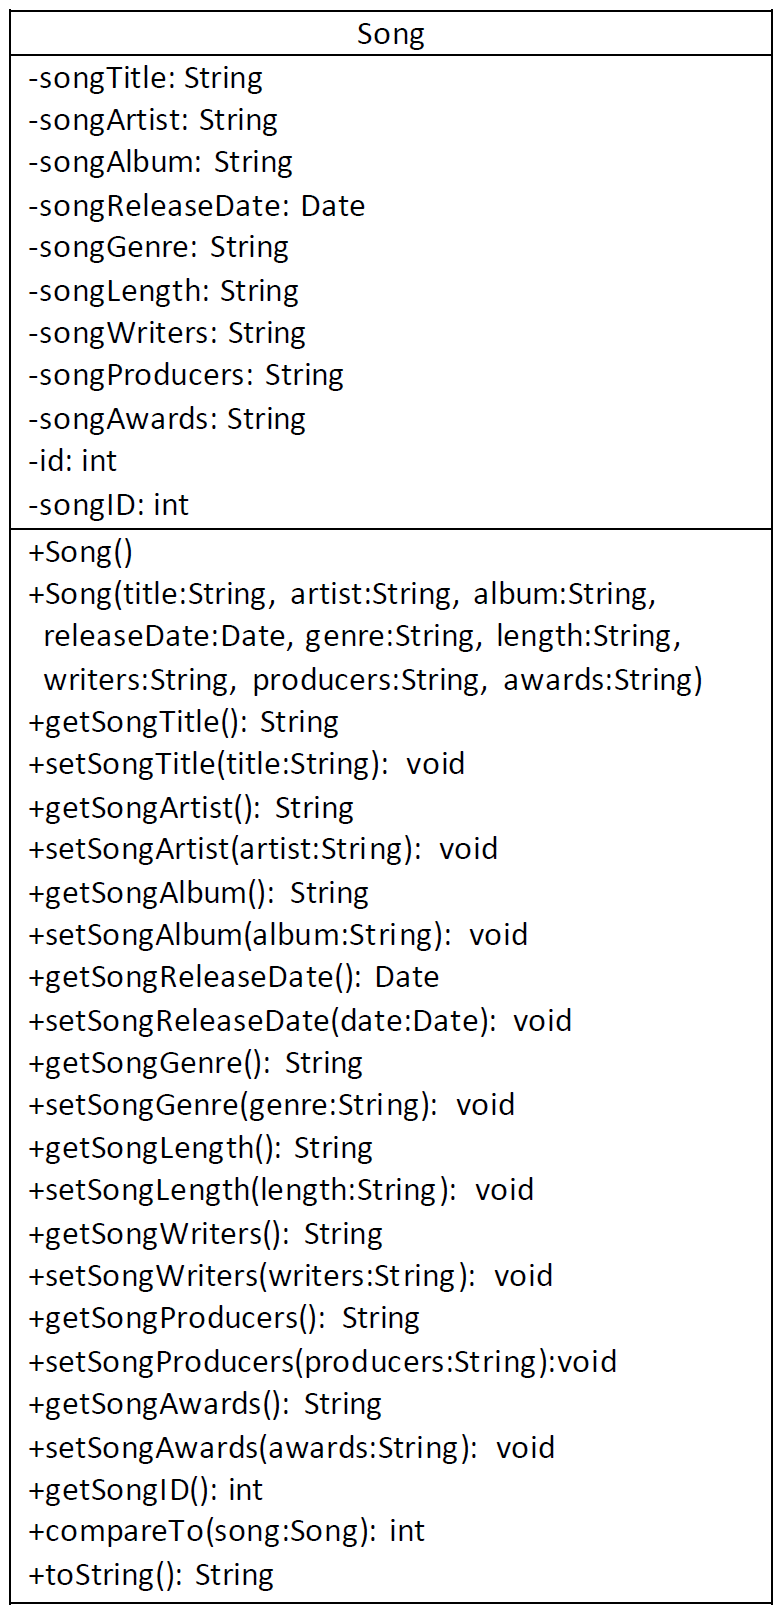 Song
-songTitle: String
-songArtist: String
-songAlbum: String
-songReleaseDate: Date
-songGenre: String
-songLength: String
-songWriters: String
-songProducers: String
-songAwards: String
-id: int
-songID: int
+Song()
+Song(title:String, artist:String, album:String,
releaseDate:Date, genre:String, length:String,
writers:String, producers:String, awards:String)
+getSongTitle(): String
+setSongTitle(title:String): void
+getSongArtist(): String
+setSongArtist(artist:String): void
+getSongAlbum(): String
+setSongAlbum(album:String): void
+getSongReleaseDate(): Date
+setSongReleaseDate(date:Date): void
+getSongGenre(): String
+setSongGenre(genre:String): void
+getSongLength(): String
+setSongLength(length:String): void
+getSongWriters(): String
+setSongWriters(writers:String): void
+getSongProducers(): String
+setSongProducers(producers:String):void
+getSongAwards(): String
+setSongAwards(awards:String): void
+getSongID(): int
+compareTo(song:Song): int
+toString(): String